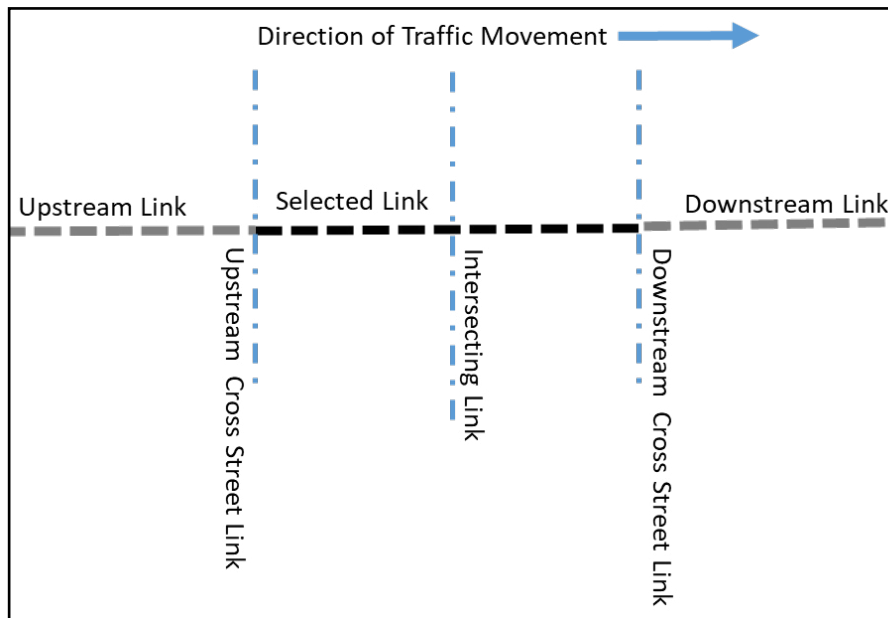 Direction of Traffic Movement
Upstream Link
Selected Link
Downstream Link
Upstream Cross Street Link
Intersecting Link
Downstream Cross Street Link